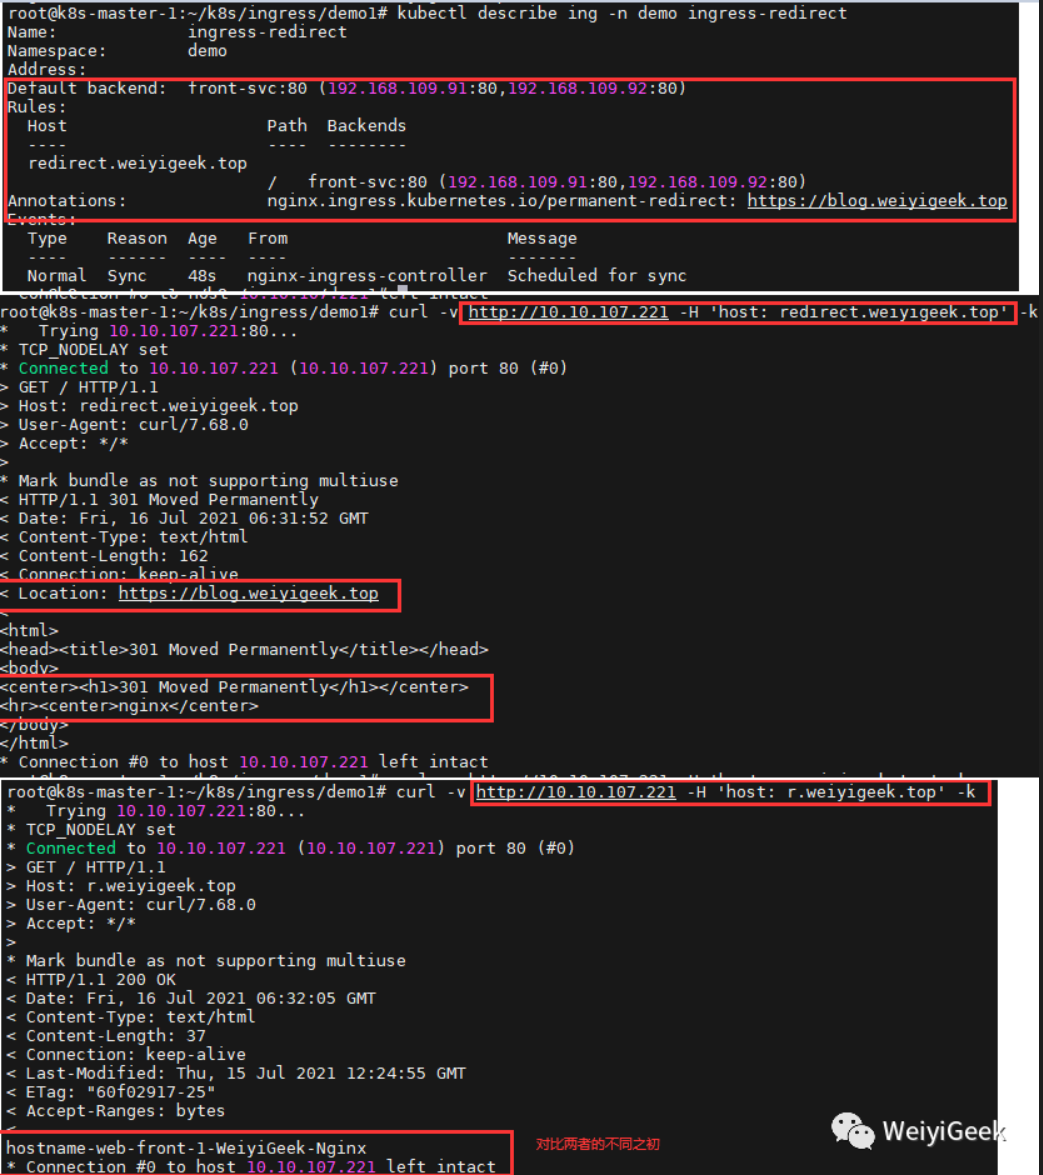 root@k8s-master-1:~/k8s/ingress/demo1# kubectl describe ing -n demo ingress-redirect
Name:             ingress-redirect
Namespace:        demo
Address:
Default backend:  front-svc:80 (192.168.109.91:80,192.168.109.92:80)
Rules:
  Host                    Path  Backends
  ----                    ----  --------
  redirect.weiyigeek.top
                          /   front-svc:80 (192.168.109.91:80,192.168.109.92:80)
Annotations:              nginx.ingress.kubernetes.io/permanent-redirect: https://blog.weiyigeek.top
Events:
  Type    Reason  Age   From                      Message
  ----    ------  ----  ----                      -------
  Normal  Sync    48s   nginx-ingress-controller  Scheduled for sync
* Connection #0 to host 10.10.107.221 left intact
root@k8s-master-1:~/k8s/ingress/demo1# curl -v http://10.10.107.221 -H 'host: redirect.weiyigeek.top' -k
*   Trying 10.10.107.221:80...
* TCP_NODELAY set
* Connected to 10.10.107.221 (10.10.107.221) port 80 (#0)
> GET / HTTP/1.1
> Host: redirect.weiyigeek.top
> User-Agent: curl/7.68.0
> Accept: */*
>
* Mark bundle as not supporting multiuse
< HTTP/1.1 301 Moved Permanently
< Date: Fri, 16 Jul 2021 06:31:52 GMT
< Content-Type: text/html
< Content-Length: 162
< Connection: keep-alive
< Location: https://blog.weiyigeek.top
<
<html>
<head><title>301 Moved Permanently</title></head>
<body>
<center><h1>301 Moved Permanently</h1></center>
<hr><center>nginx</center>
</body>
</html>
* Connection #0 to host 10.10.107.221 left intact
root@k8s-master-1:~/k8s/ingress/demo1# curl -v http://10.10.107.221 -H 'host: r.weiyigeek.top' -k
*   Trying 10.10.107.221:80...
* TCP_NODELAY set
* Connected to 10.10.107.221 (10.10.107.221) port 80 (#0)
> GET / HTTP/1.1
> Host: r.weiyigeek.top
> User-Agent: curl/7.68.0
> Accept: */*
>
* Mark bundle as not supporting multiuse
< HTTP/1.1 200 OK
< Date: Fri, 16 Jul 2021 06:32:05 GMT
< Content-Type: text/html
< Content-Length: 37
< Connection: keep-alive
< Last-Modified: Thu, 15 Jul 2021 12:24:55 GMT
< ETag: "60f02917-25"
< Accept-Ranges: bytes
<
WeiyiGeek
hostname-web-front-1-WeiyiGeek-Nginx
对比两者的不同之初
* Connection #0 to host 10.10.107.221 left intact